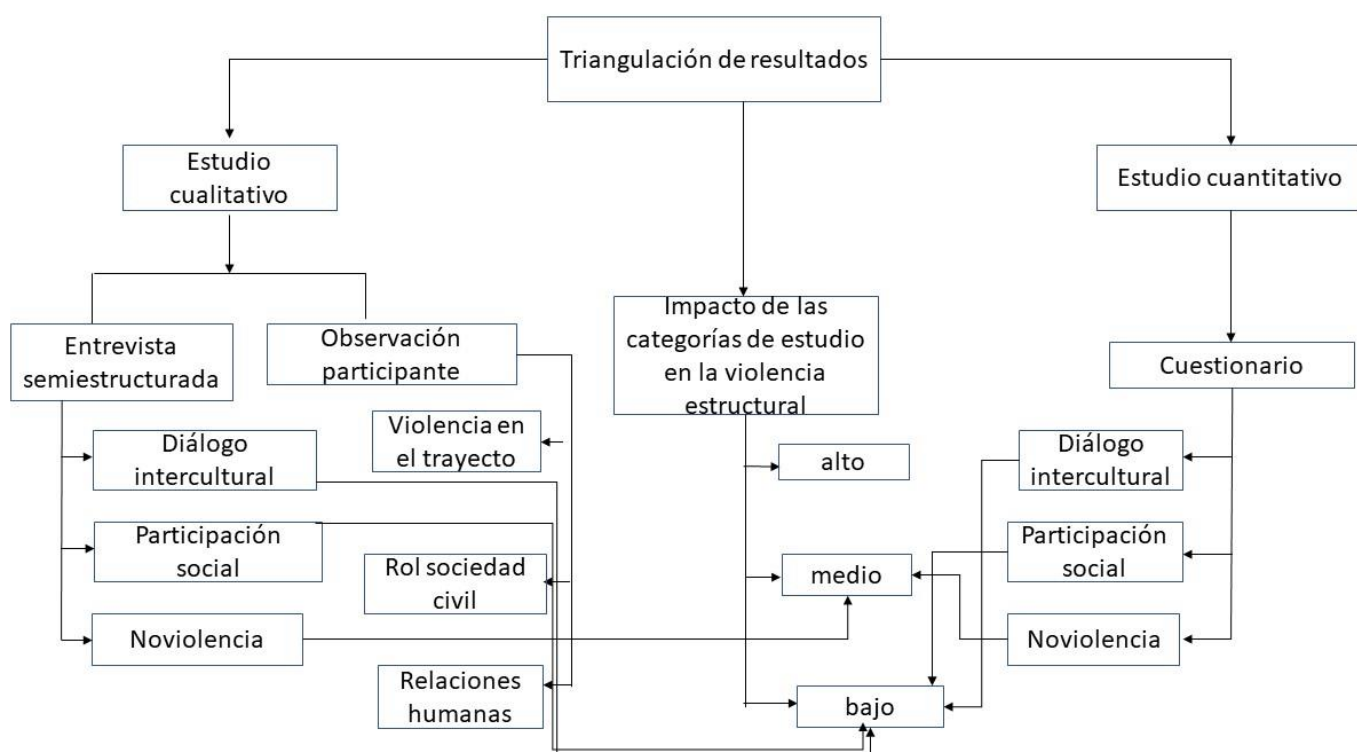 Triangulación de resultados
Estudio
cualitativo
Estudio cuantitativo
Entrevista
semiestructurada
Observación
participante
Impacto de las
categorías de estudio
en la violencia
estructural
Cuestionario
Diálogo
intercultural
Violencia en
el trayecto
alto
Diálogo
intercultural
Participación
social
Rol sociedad
civil
medio
Participación
social
Noviolencia
Relaciones
humanas
bajo
Noviolencia